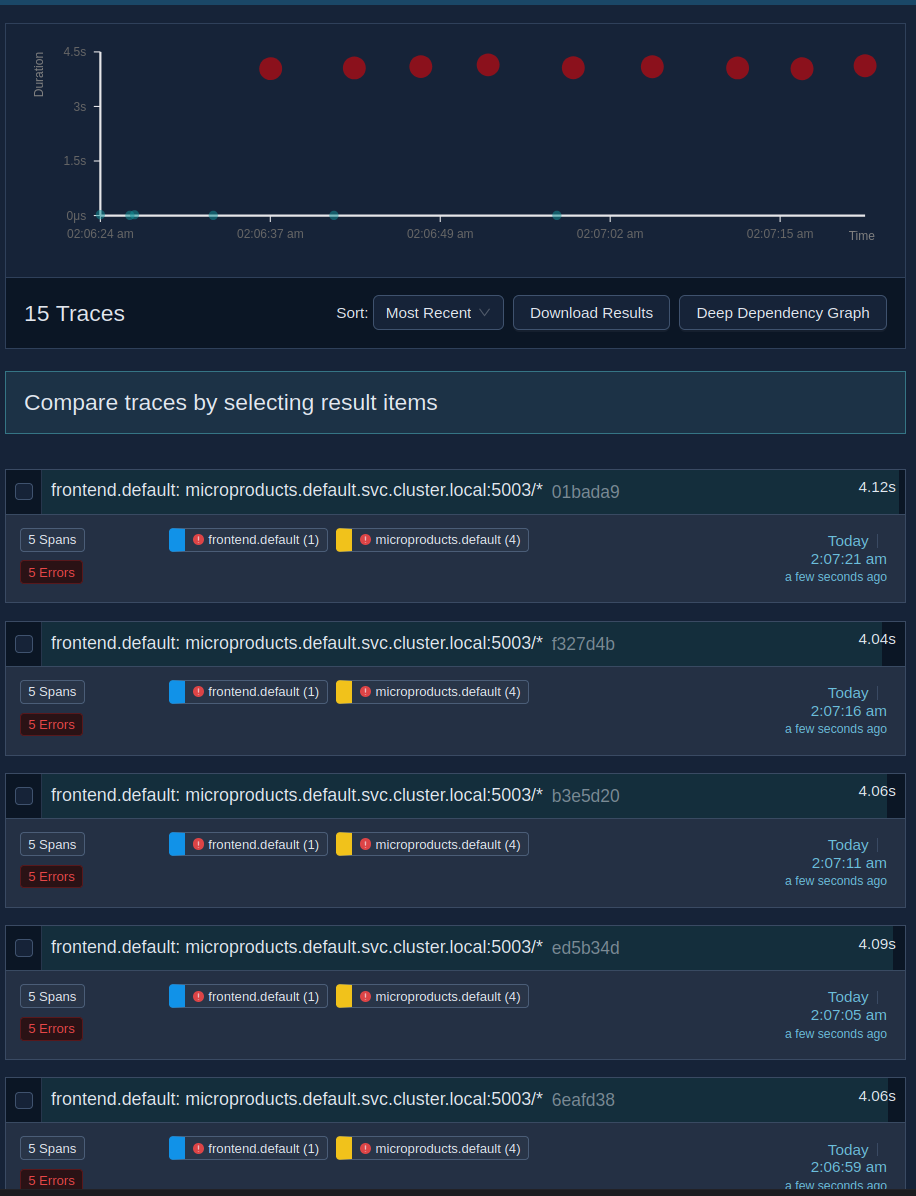 Duration
4.5s
3s
1.5s
0μs
02:06:24 am 02:06:37 am 02:06:49 am 02:07:02 am 02:07:15 am Time
15 Traces Sort: Most Recent Download Results Deep Dependency Graph
Compare traces by selecting result items
frontend.default: microproducts.default.svc.cluster.local:5003/* 01bada9 4.12s
5 Spans frontend.default (1) microproducts.default (4) Today
5 Errors 2:07:21 am
a few seconds ago
frontend.default: microproducts.default.svc.cluster.local:5003/* f327d4b 4.04s
5 Spans frontend.default (1) microproducts.default (4) Today
5 Errors 2:07:16 am
a few seconds ago
frontend.default: microproducts.default.svc.cluster.local:5003/* b3e5d20 4.06s
5 Spans frontend.default (1) microproducts.default (4) Today
5 Errors 2:07:11 am
a few seconds ago
frontend.default: microproducts.default.svc.cluster.local:5003/* ed5b34d 4.09s
5 Spans frontend.default (1) microproducts.default (4) Today
5 Errors 2:07:05 am
a few seconds ago
frontend.default: microproducts.default.svc.cluster.local:5003/* 6eafd38 4.06s
5 Spans frontend.default (1) microproducts.default (4) Today
5 Errors 2:06:59 am
a few seconds ago